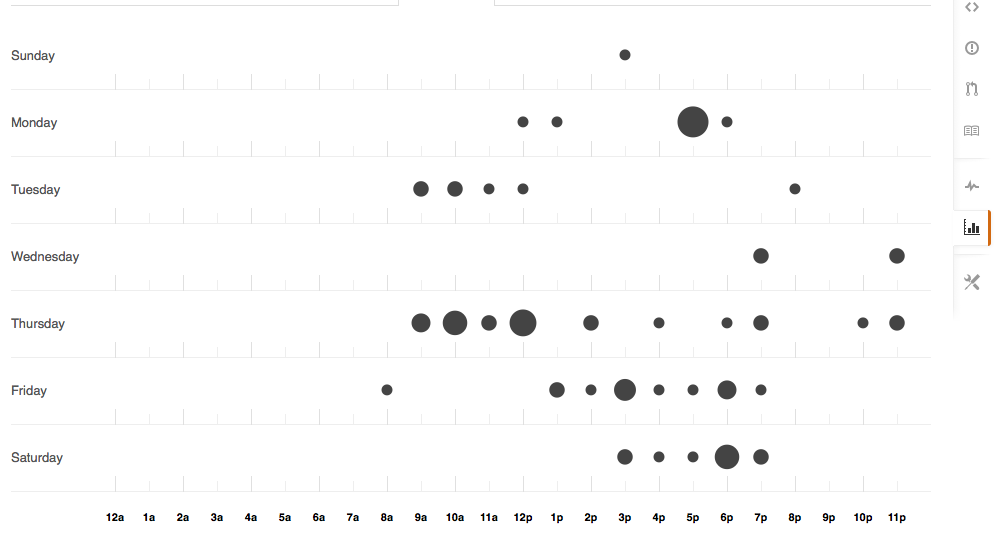 Sunday
Monday
Tuesday
Wednesday
Thursday
Friday
Saturday
12a 1a 2a 3a 4a 5a 6a 7a 8a 9a 10a 11a 12p 1p 2p 3p 4p 5p 6p 7p 8p 9p 10p 11p